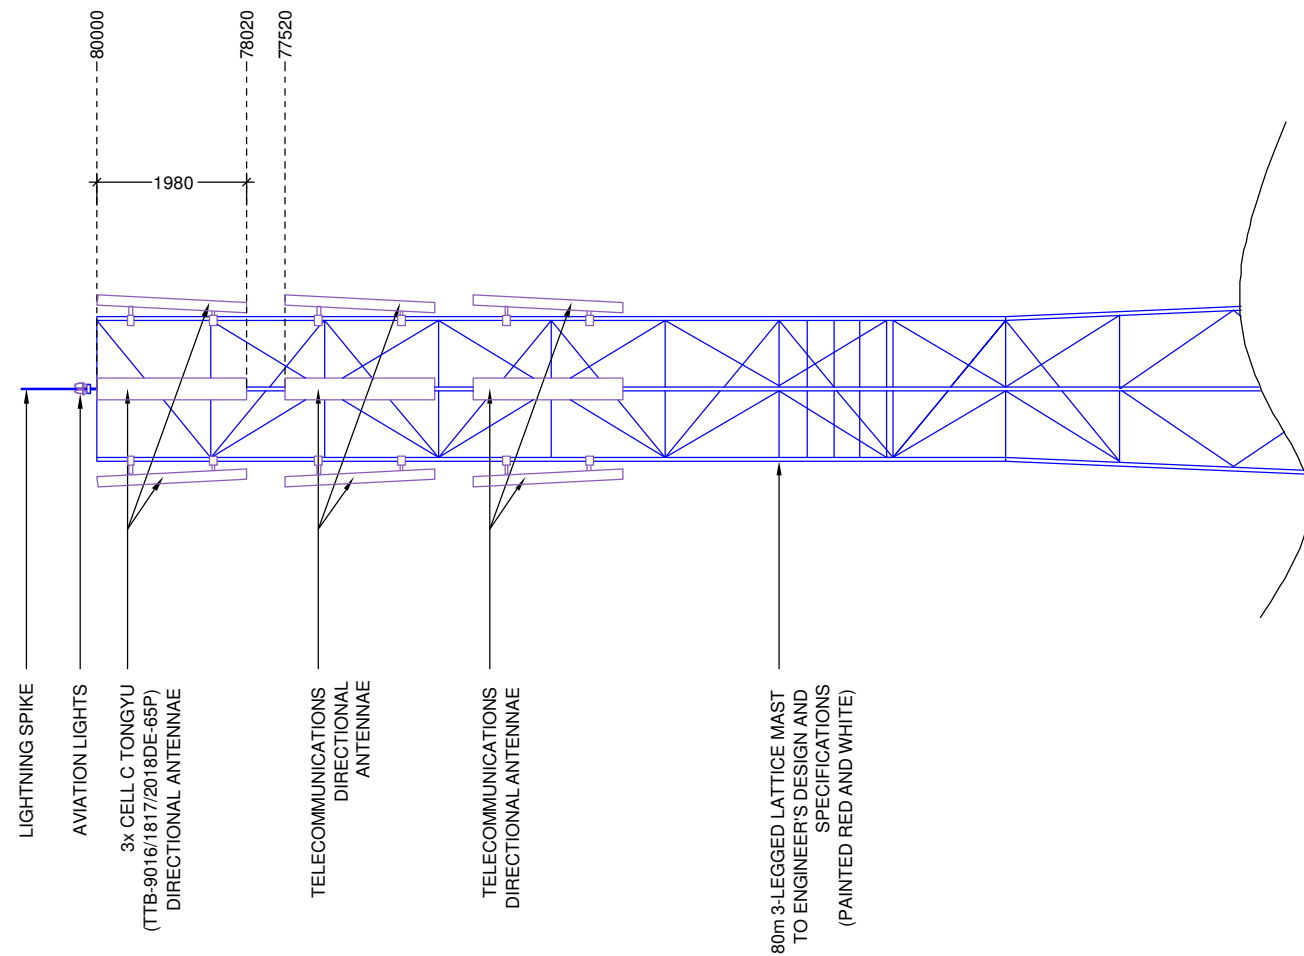 80000
78020
77520
1980
LIGHTNING SPIKE
AVIATION LIGHTS
3x CELL C TONGYU
(TTB-9016/1817/2018DE-65P)
DIRECTIONAL ANTENNAE
TELECOMMUNICATIONS
DIRECTIONAL
ANTENNAE
TELECOMMUNICATIONS
DIRECTIONAL ANTENNAE
80m 3-LEGGED LATTICE MAST
TO ENGINEER'S DESIGN AND
SPECIFICATIONS
(PAINTED RED AND WHITE)